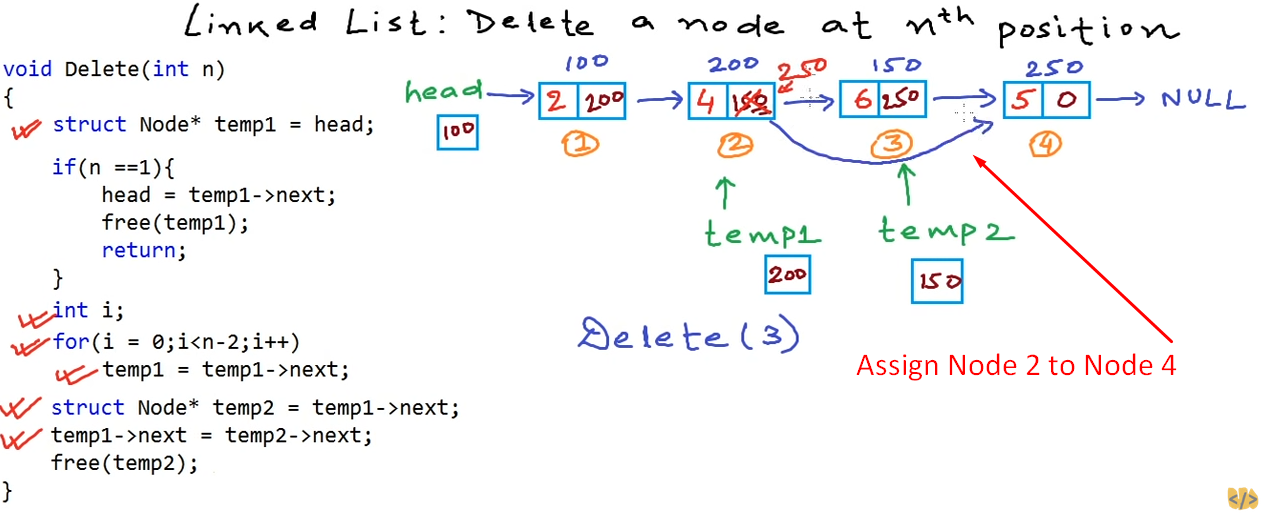 Linked List: Delete a node at nth position
void Delete(int n)
{
struct Node* temp1 = head;
if(n ==1){
head = temp1->next;
free(temp1);
return;
}
int i;
for(i = 0;i<n-2;i++)
temp1 = temp1->next;
struct Node* temp2 = temp1->next;
temp1->next = temp2->next;
free(temp2);
}
100 200 250 150 250
head 2 200 4 150 6 250 5 0 NULL
100
1 2 3 4
temp1 temp2
200 150
Delete(3)
Assign Node 2 to Node 4
</>